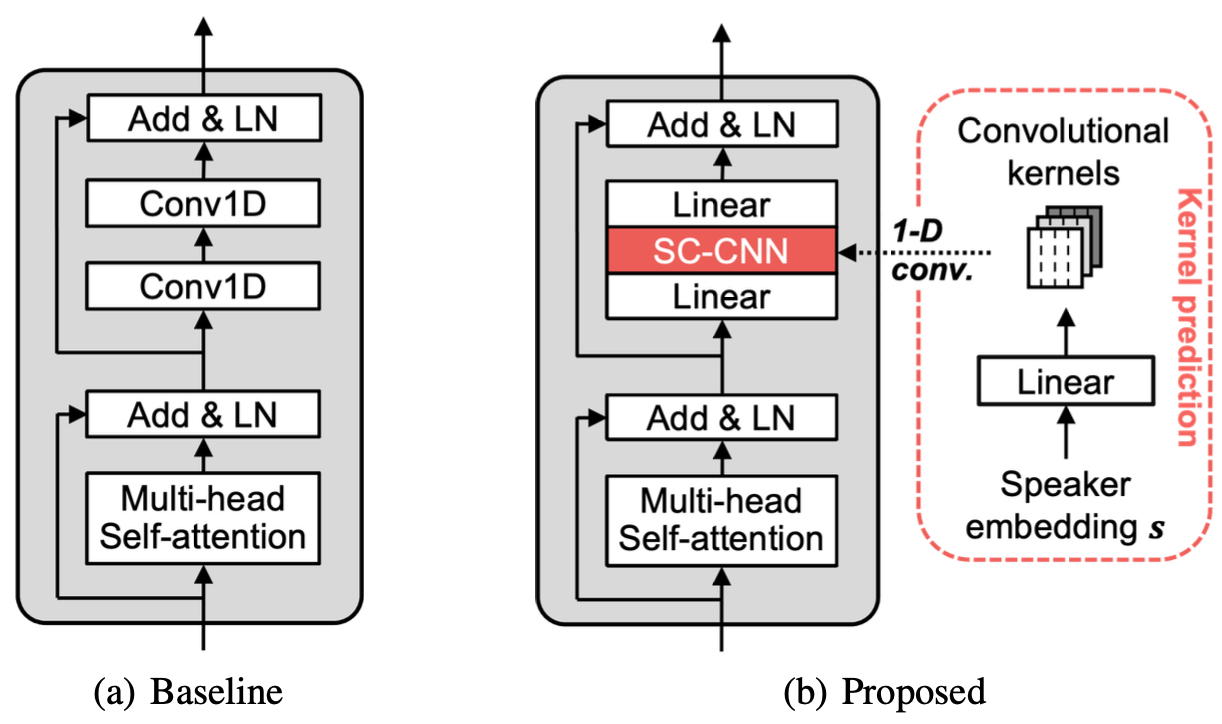 Add & LN
Conv1D
Conv1D
Add & LN
Multi-head
Self-attention
(a) Baseline
Add & LN
Linear
SC-CNN
Linear
Add & LN
Multi-head
Self-attention
1-D
conv.
Convolutional
kernels
Linear
Speaker
embedding s
Kernel prediction
(b) Proposed